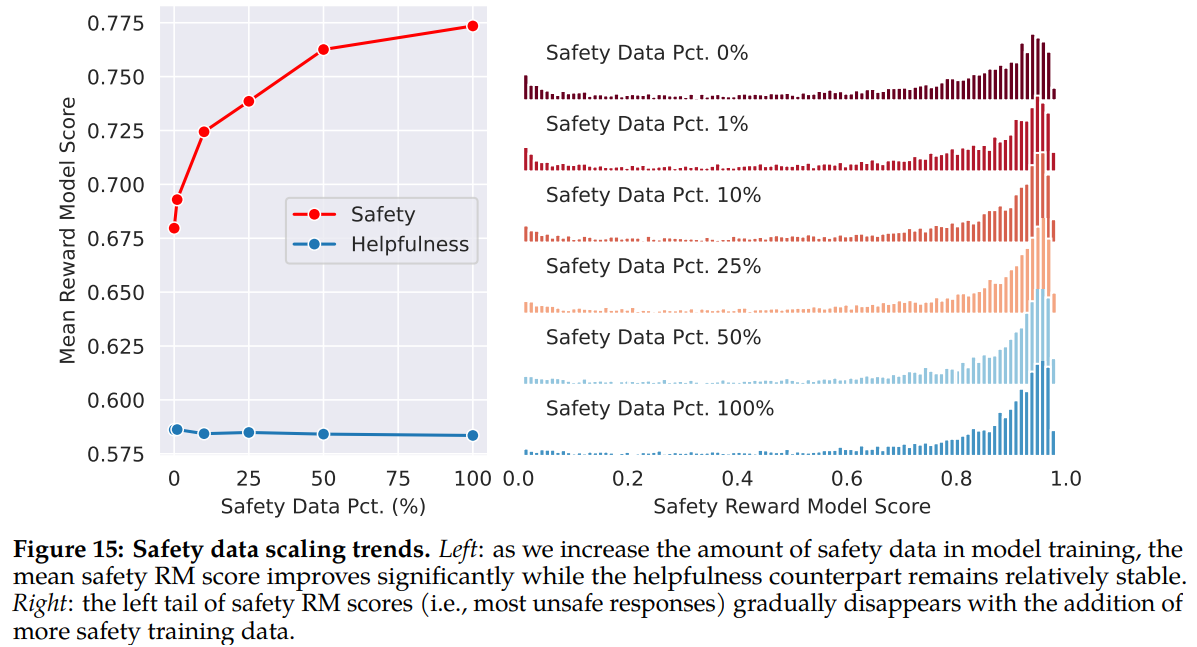 0.775
0.750
0.725
0.700
0.675
0.650
0.625
0.600
0.575
Mean Reward Model Score
Safety
Helpfulness
0 25 50 75 100
Safety Data Pct. (%)
Safety Data Pct. 0%
Safety Data Pct. 1%
Safety Data Pct. 10%
Safety Data Pct. 25%
Safety Data Pct. 50%
Safety Data Pct. 100%
0.0 0.2 0.4 0.6 0.8 1.0
Safety Reward Model Score
Figure 15: Safety data scaling trends. Left: as we increase the amount of safety data in model training, the
mean safety RM score improves significantly while the helpfulness counterpart remains relatively stable.
Right: the left tail of safety RM scores (i.e., most unsafe responses) gradually disappears with the addition of
more safety training data.